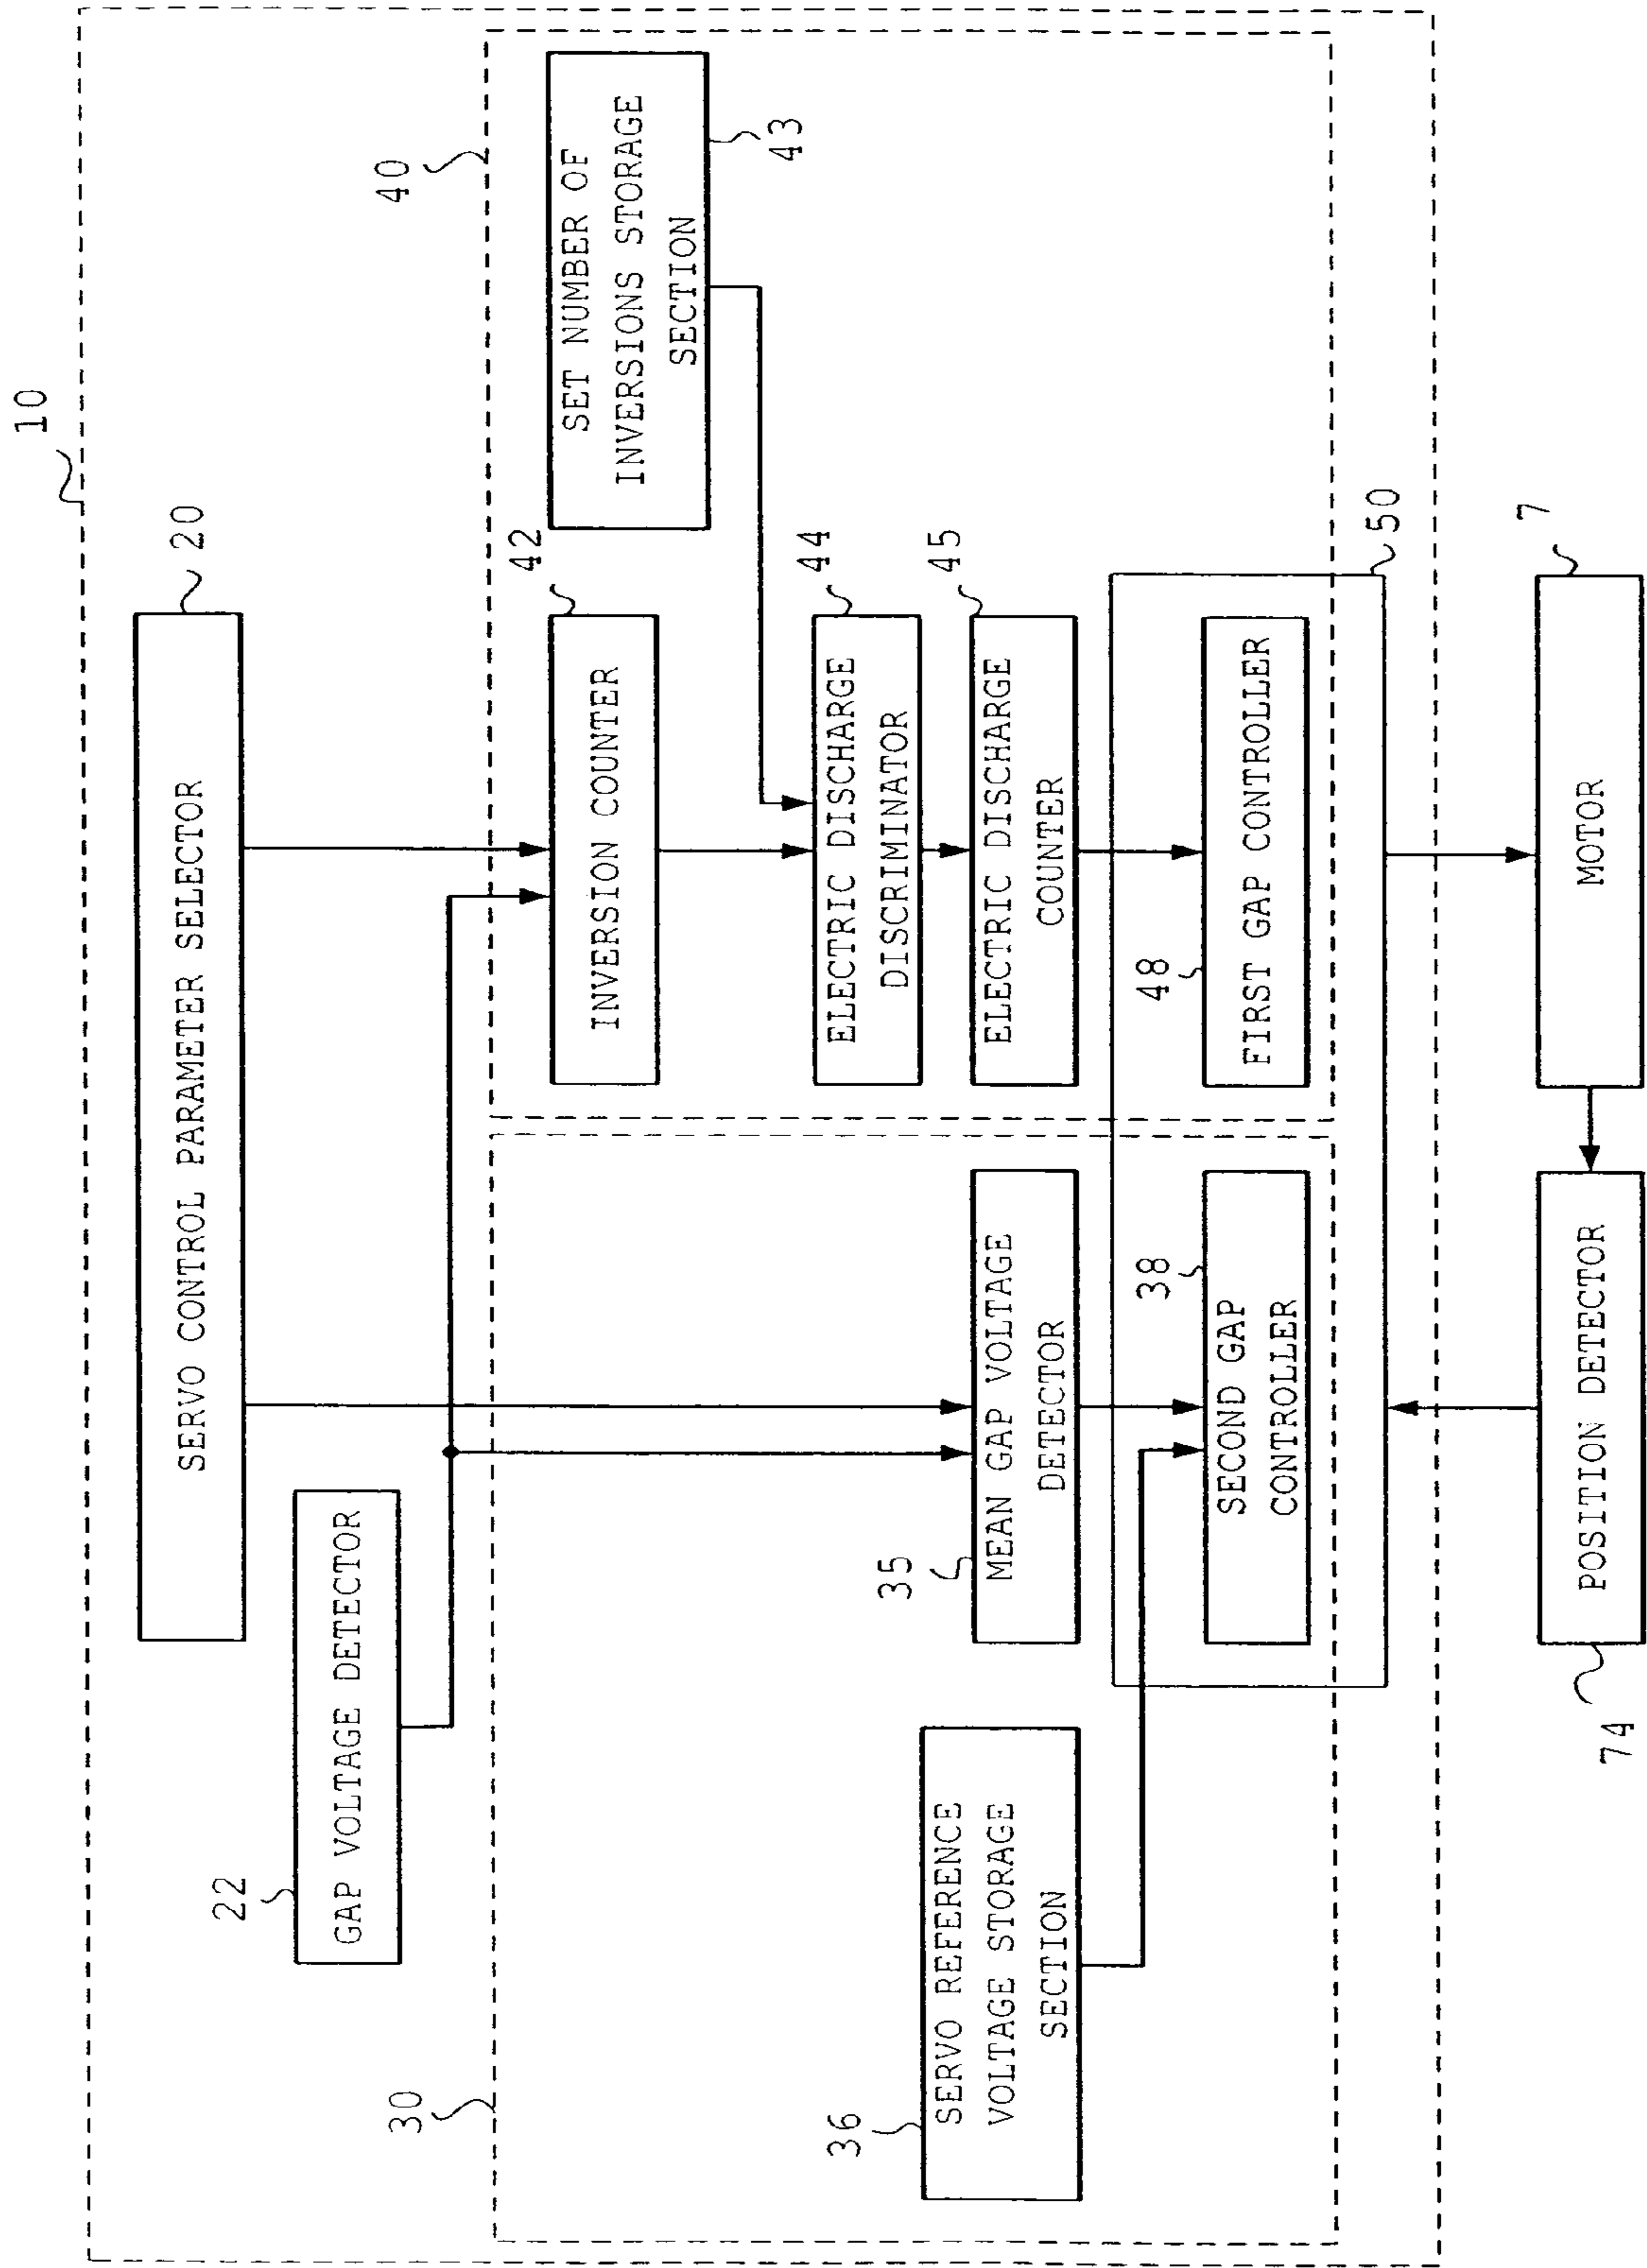 10
SERVO CONTROL PARAMETER SELECTOR
20
22
GAP VOLTAGE DETECTOR
30
40
42
INVERSION COUNTER
SET NUMBER OF
INVERSIONS STORAGE
SECTION
43
44
ELECTRIC DISCHARGE
DISCRIMINATOR
36
SERVO REFERENCE
VOLTAGE STORAGE
SECTION
35
MEAN GAP VOLTAGE
DETECTOR
45
ELECTRIC DISCHARGE
COUNTER
38
SECOND GAP
CONTROLLER
48
FIRST GAP CONTROLLER
50
74
POSITION DETECTOR
MOTOR
7